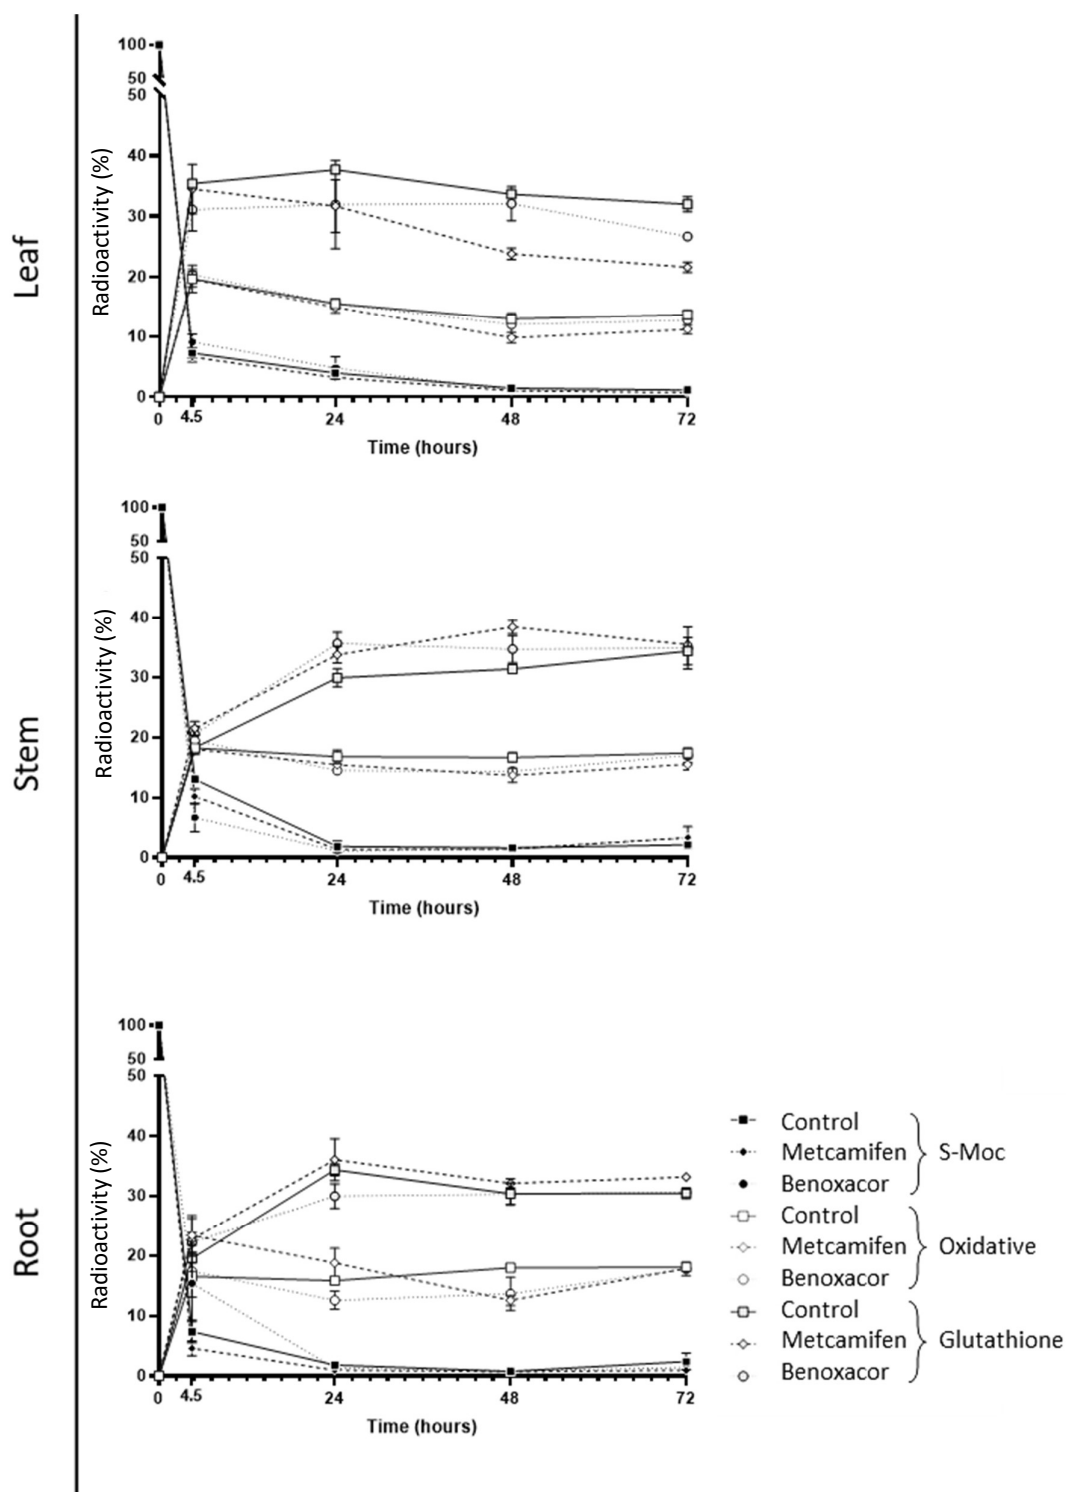 Leaf
Radioactivity (%)
100
50
50
40
30
20
10
0
0 4.5 24 48 72
Time (hours)
Stem
Radioactivity (%)
100
50
50
40
30
20
10
0
0 4.5 24 48 72
Time (hours)
Root
Radioactivity (%)
100
50
50
40
30
20
10
0
0 4.5 24 48 72
Time (hours)
Control
Metcamifen S-Moc
Benoxacor
Control
Metcamifen Oxidative
Benoxacor
Control
Metcamifen Glutathione
Benoxacor